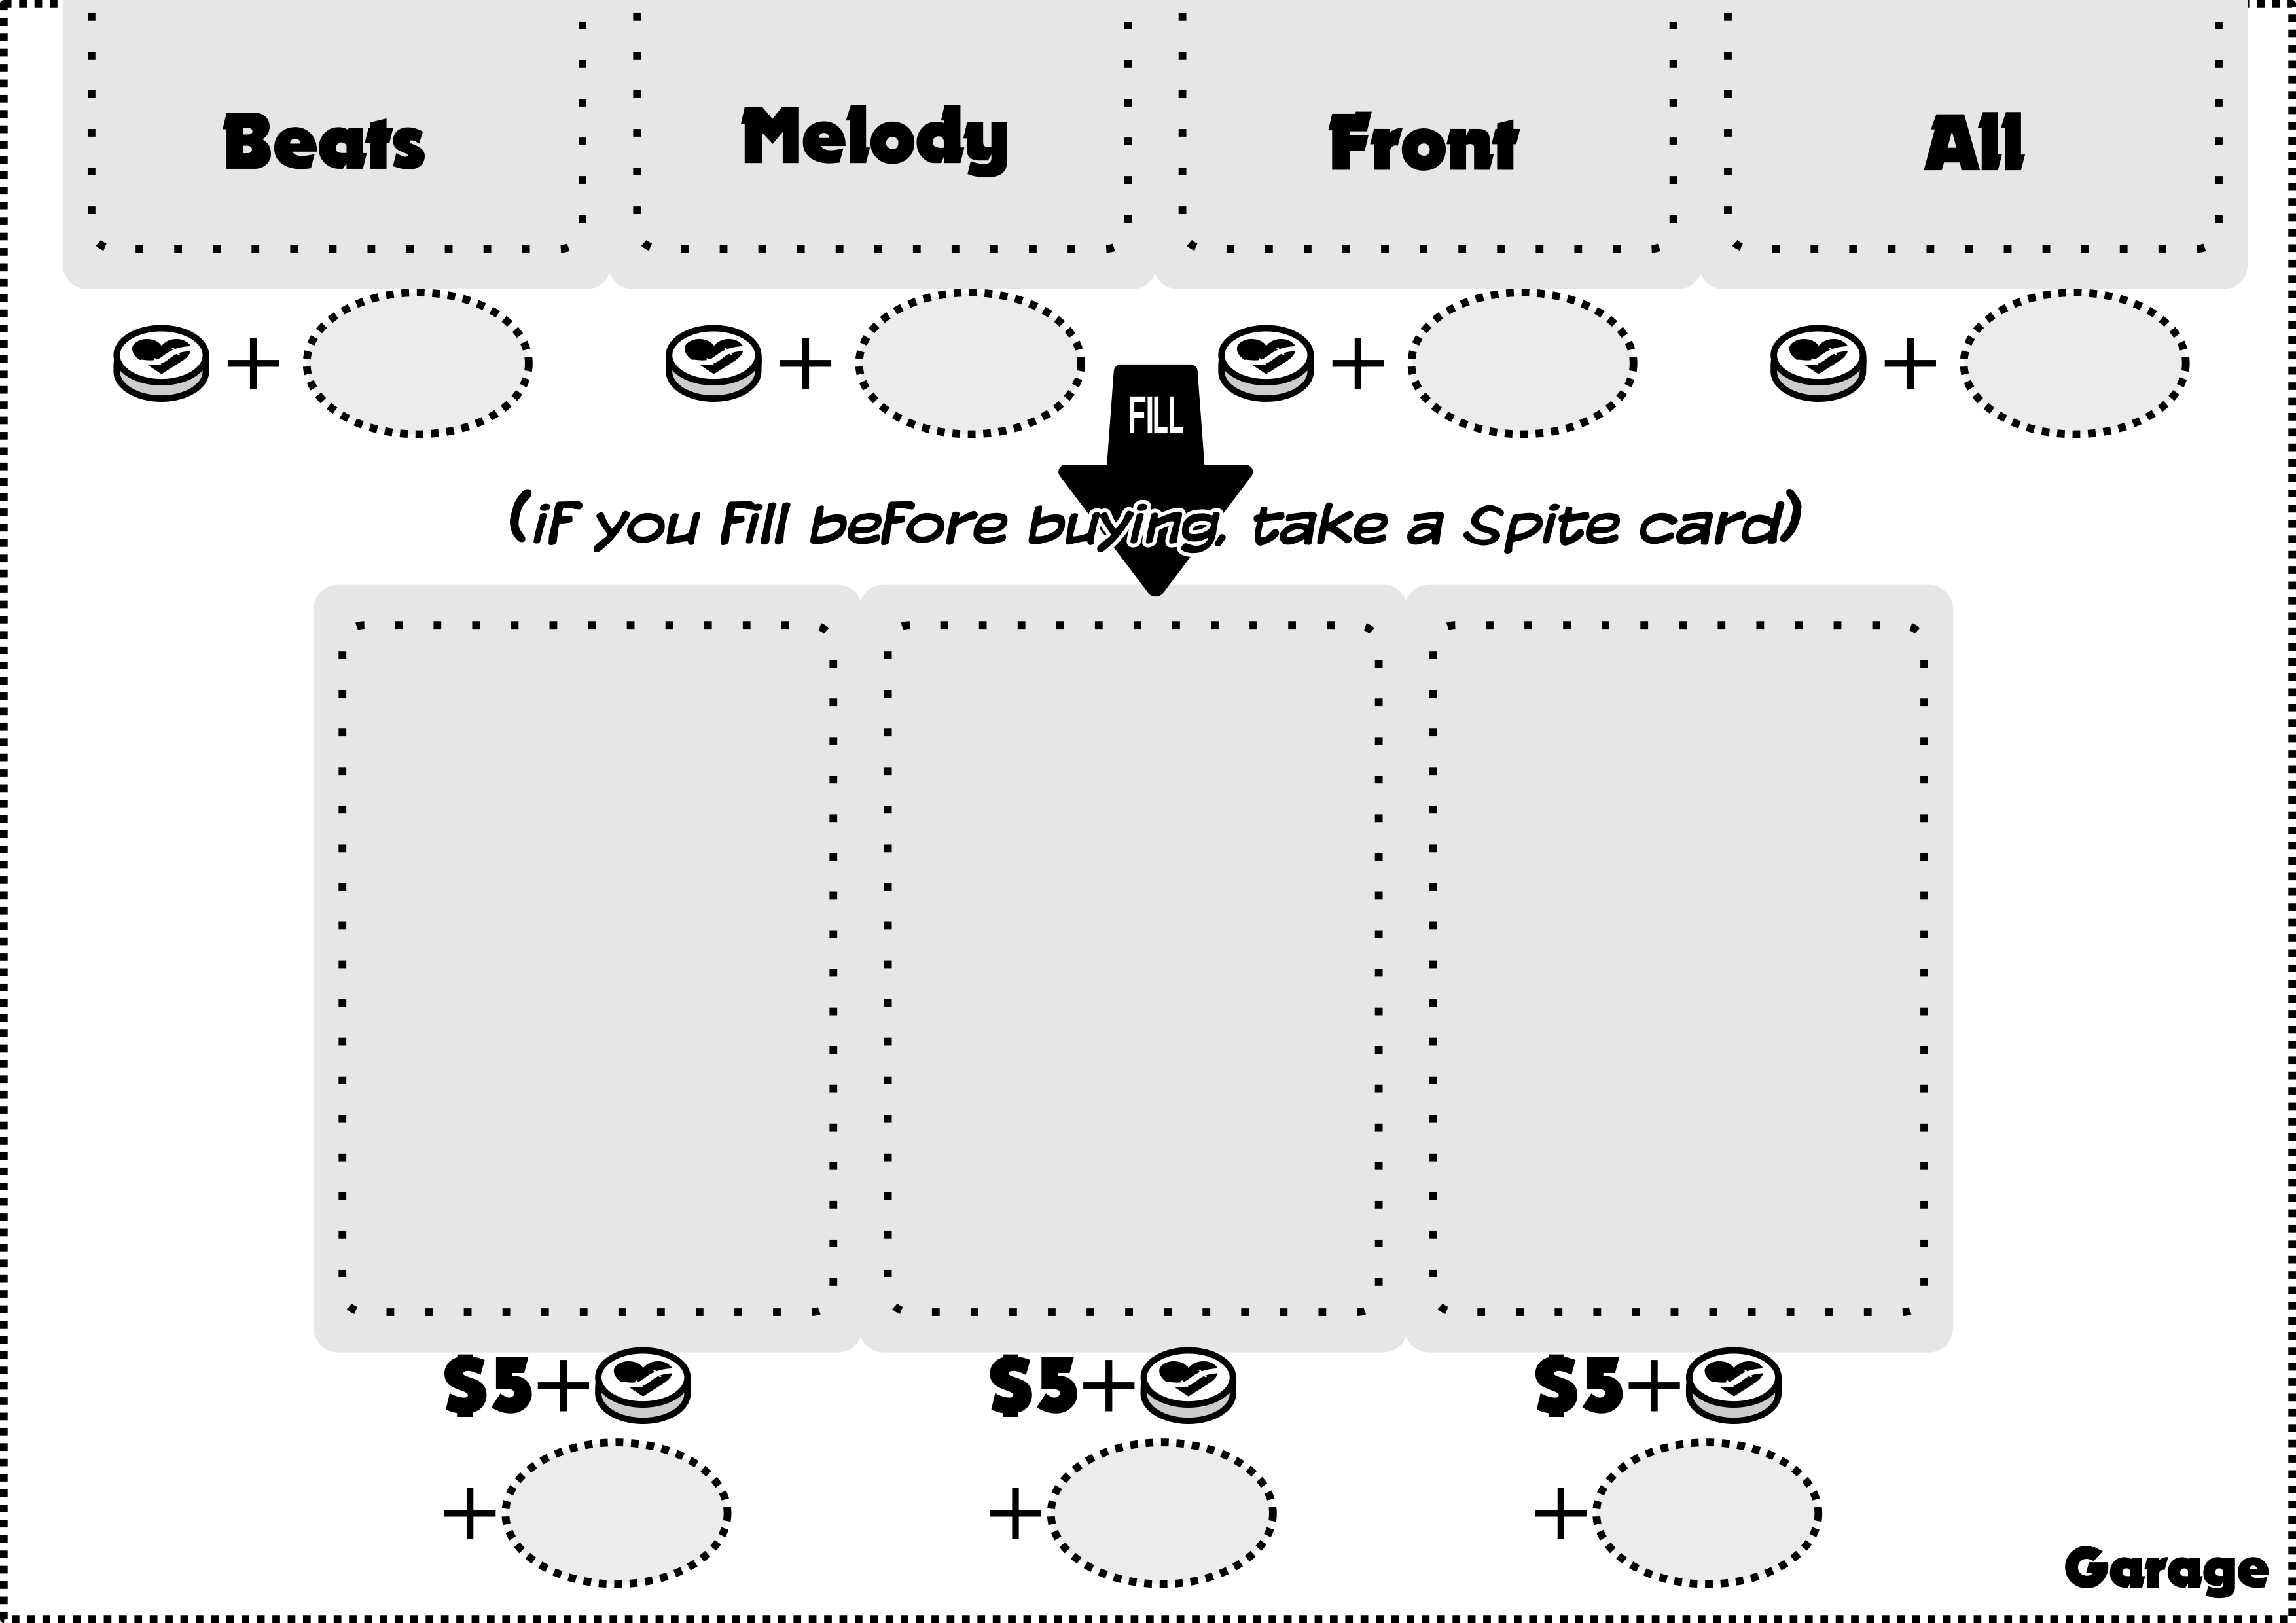 Beats Melody Front All
+ + + +
FILL
(if you fill before buying, take a Spite card)
$5+ $5+ $5+
+ + +
Garage